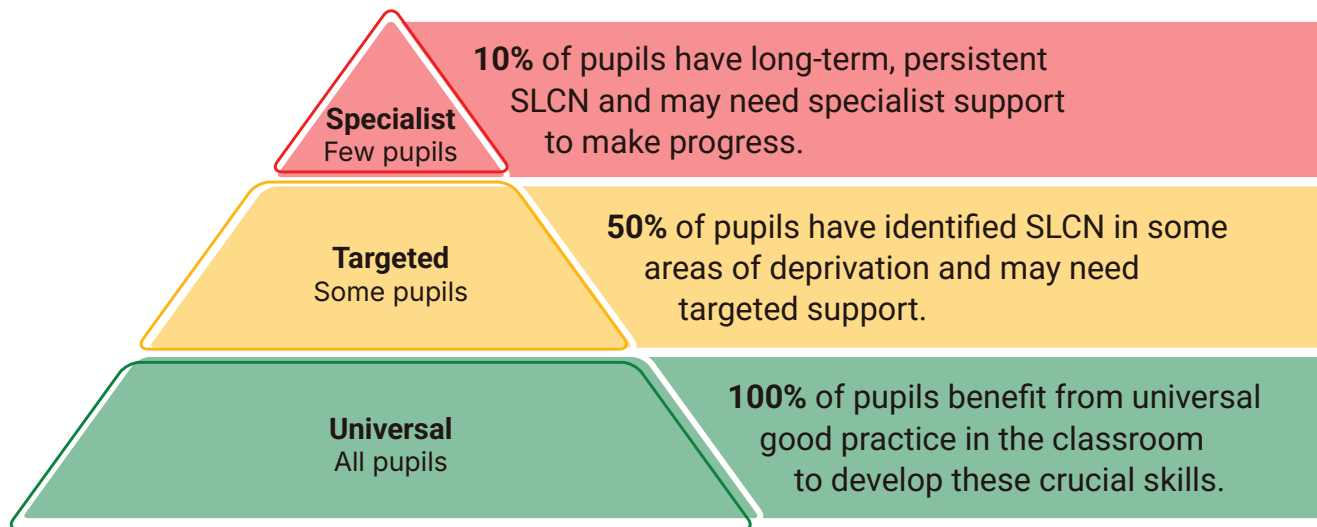 Specialist
Few pupils
10% of pupils have long-term, persistent
SLCN and may need specialist support
to make progress.
Targeted
Some pupils
50% of pupils have identified SLCN in some
areas of deprivation and may need
targeted support.
Universal
All pupils
100% of pupils benefit from universal
good practice in the classroom
to develop these crucial skills.